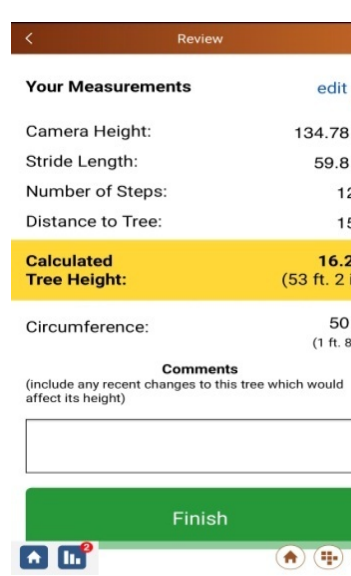 Review
Your Measurements edit
Camera Height: 134.78
Stride Length: 59.8
Number of Steps: 12
Distance to Tree: 15
Calculated 16.2
Tree Height: (53 ft. 2 i
Circumference: 50
(1 ft. 8
Comments
(include any recent changes to this tree which would
affect its height)
Finish
2